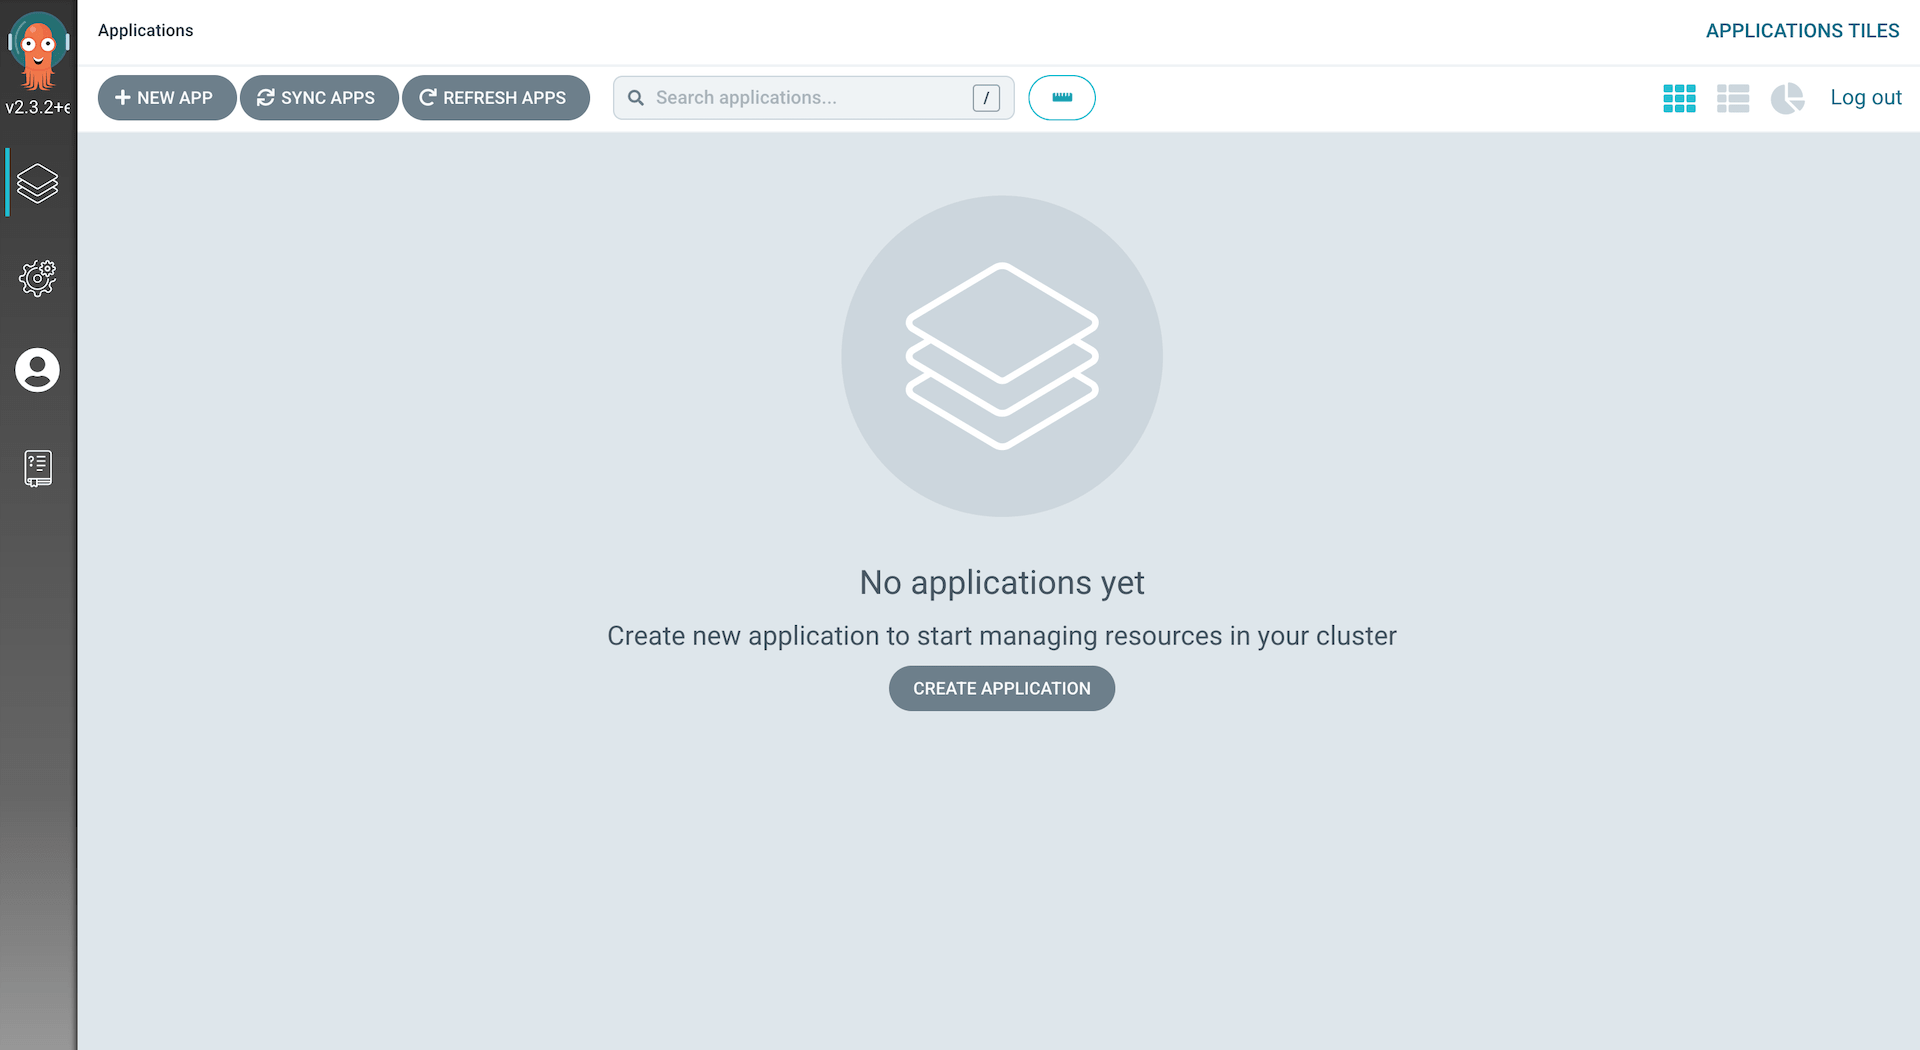 Applications
APPLICATIONS TILES
v2.3.2+e
NEW APP
SYNC APPS
REFRESH APPS
Search applications...
/
Log out
No applications yet
Create new application to start managing resources in your cluster
CREATE APPLICATION